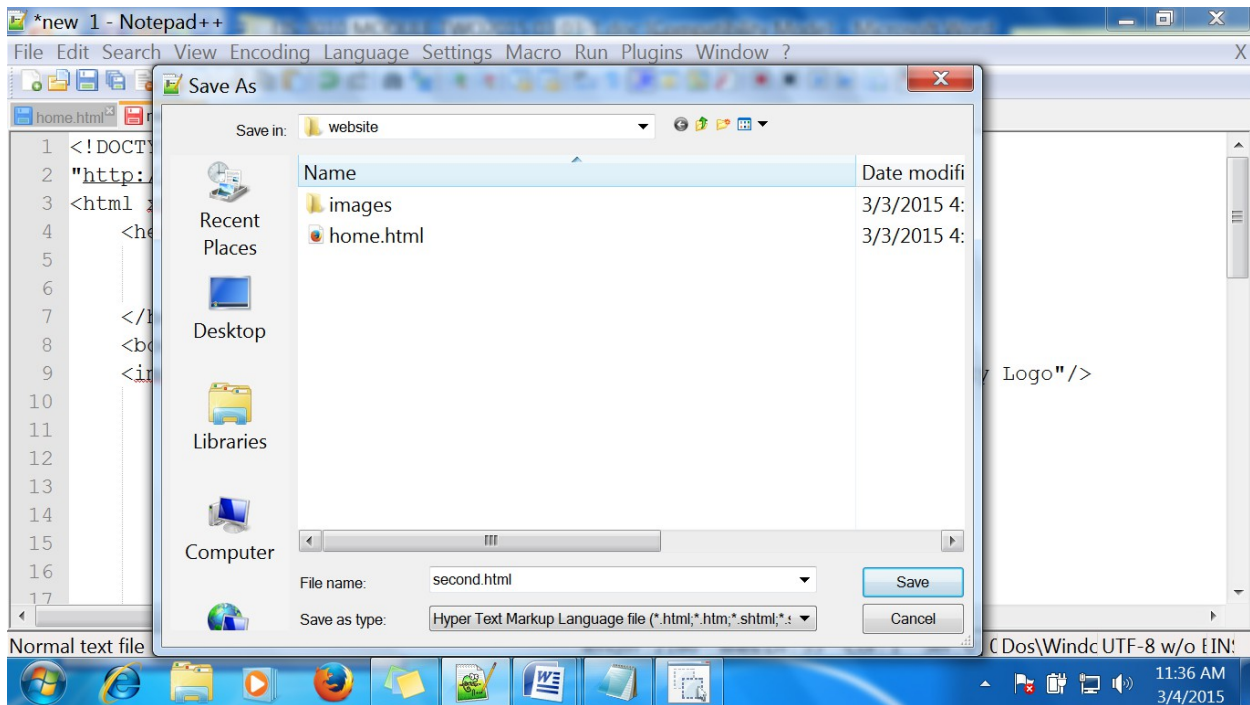 *new 1 - Notepad++
File Edit Search View Encoding Language Settings Macro Run Plugins Window ? X
Save As
home.html
Save in: website
1 <!DOCT
2 "http:/
3 <html
4 <he
5
6
7 </h
8 <bo
9 <im
10
11
12
13
14
15
16
17
Recent
Places
Desktop
Libraries
Computer
Name Date modifi
images 3/3/2015 4:
home.html 3/3/2015 4:
Logo"/>
File name: second.html Save
Save as type: Hyper Text Markup Language file (*.html;*.htm;*.shtml;*.s Cancel
Normal text file Dos\Windc UTF-8 w/o
11:36 AM
3/4/2015